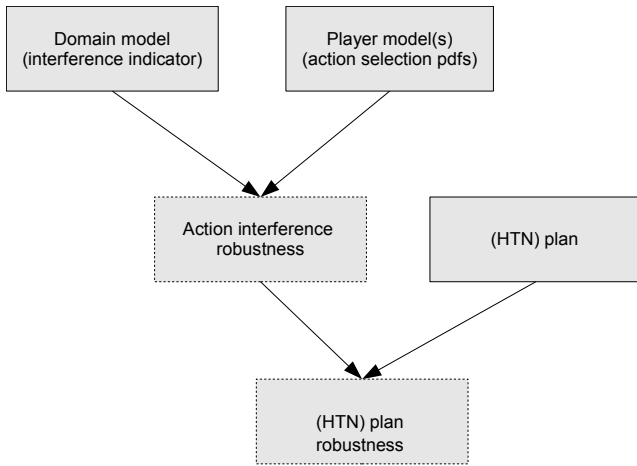 Domain model
(interference indicator)
Player model(s)
(action selection pdfs)
Action interference
robustness
(HTN) plan
(HTN) plan
robustness